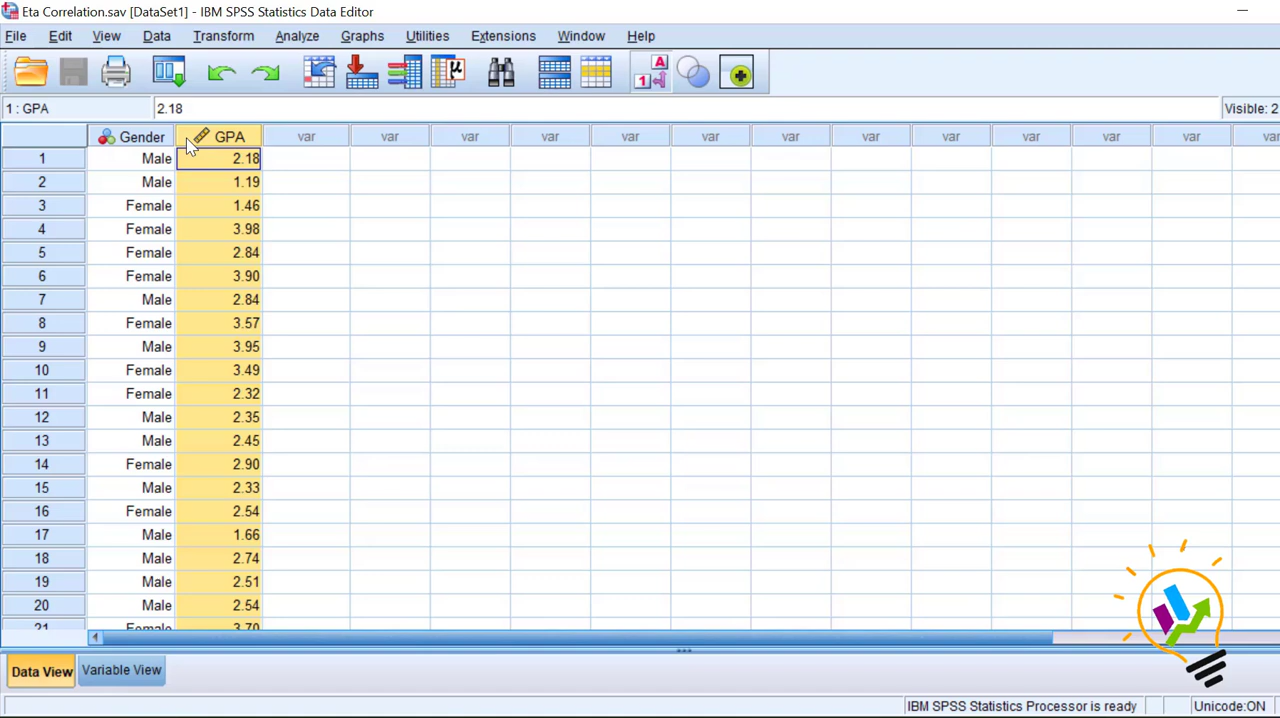 Eta Correlation.sav [DataSet1] - IBM SPSS Statistics Data Editor
File Edit View Data Transform Analyze Graphs Utilities Extensions Window Help
1 : GPA 2.18 Visible: 2
Gender GPA var var var var var var var var var var var var var
1 Male 2.18
2 Male 1.19
3 Female 1.46
4 Female 3.98
5 Female 2.84
6 Female 3.90
7 Male 2.84
8 Female 3.57
9 Male 3.95
10 Female 3.49
11 Female 2.32
12 Male 2.35
13 Male 2.45
14 Female 2.90
15 Male 2.33
16 Female 2.54
17 Male 1.66
18 Male 2.74
19 Male 2.51
20 Male 2.54
21 Female 3.70
Data View Variable View
IBM SPSS Statistics Processor is ready Unicode:ON